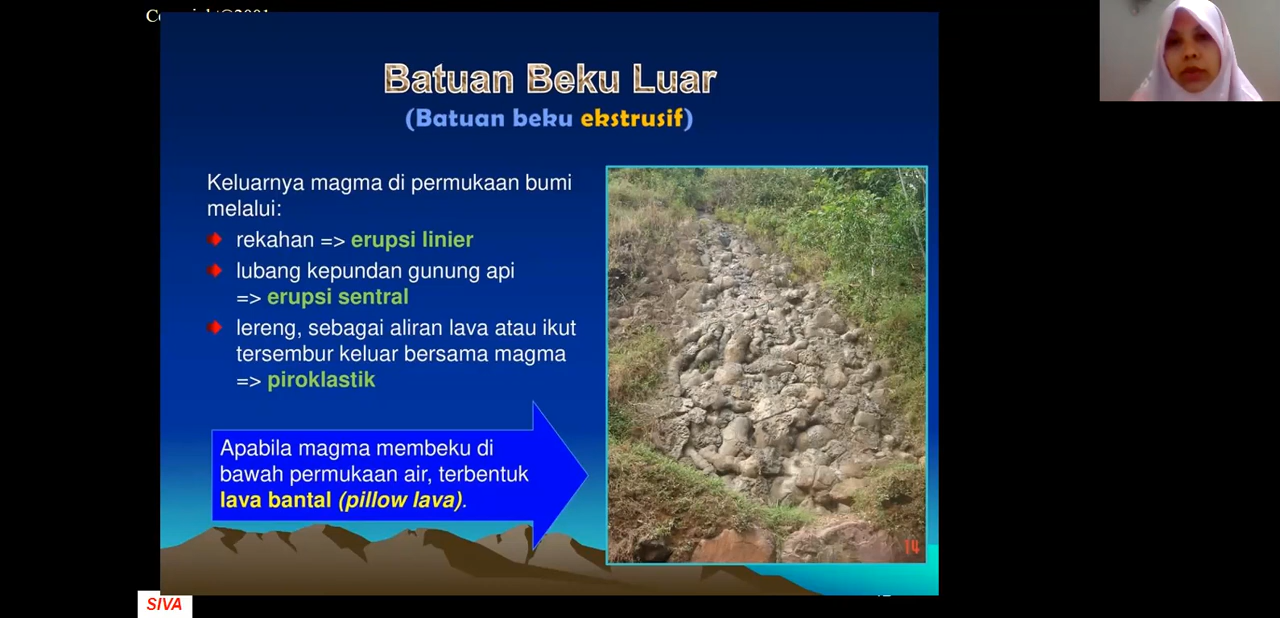 Batuan Beku Luar
(Batuan beku ekstrusif)
Keluarnya magma di permukaan bumi
melalui:
rekahan => erupsi linier
lubang kepundan gunung api
=> erupsi sentral
lereng, sebagai aliran lava atau ikut
tersembur keluar bersama magma
=> piroklastik
Apabila magma membeku di
bawah permukaan air, terbentuk
lava bantal (pillow lava).
14
SIVA